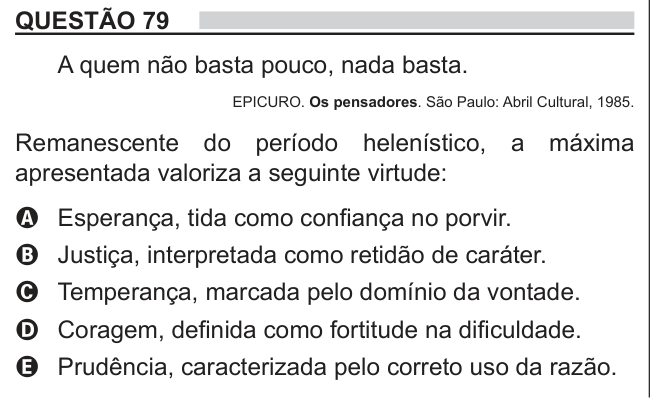 QUESTÃO 79
A quem não basta pouco, nada basta.
EPICURO. Os pensadores. São Paulo: Abril Cultural, 1985.
Remanescente do período helenístico, a máxima
apresentada valoriza a seguinte virtude:
A Esperança, tida como confiança no porvir.
B Justiça, interpretada como retidão de caráter.
C Temperança, marcada pelo domínio da vontade.
D Coragem, definida como fortitude na dificuldade.
E Prudência, caracterizada pelo correto uso da razão.